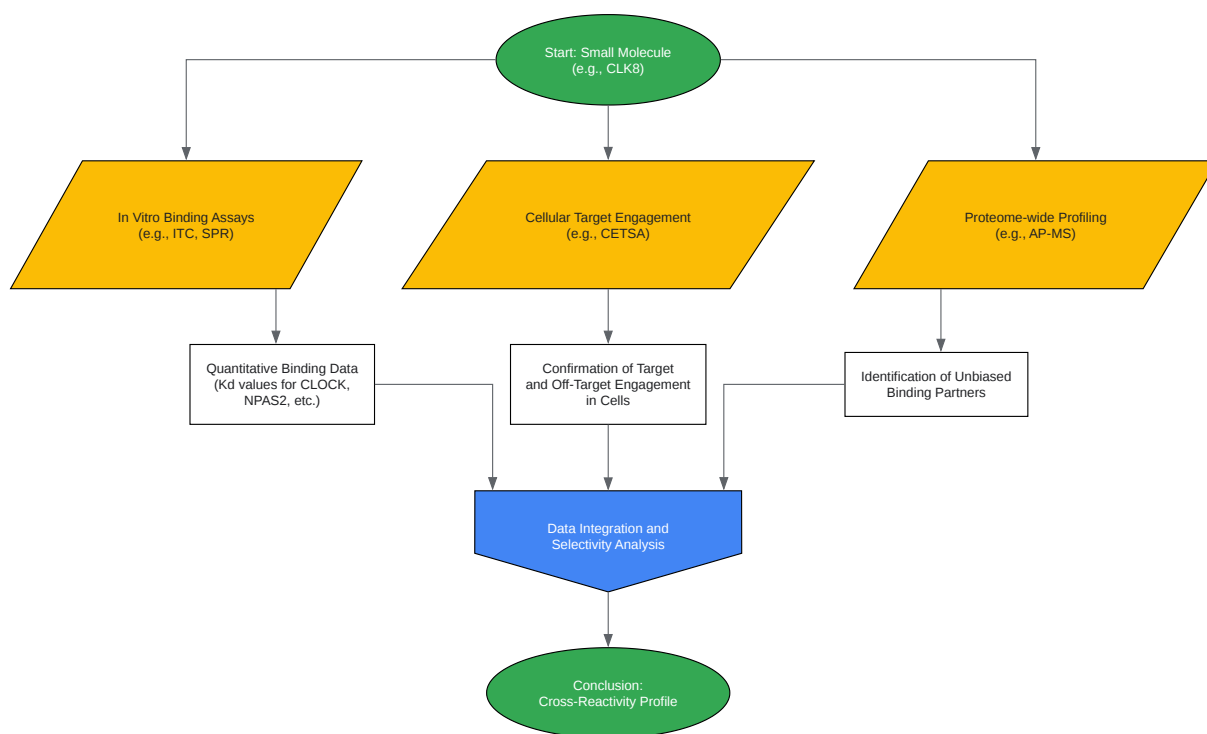 Start: Small Molecule
(e.g., CLK8)
In Vitro Binding Assays
(e.g., ITC, SPR)
Cellular Target Engagement
(e.g., CETSA)
Proteome-wide Profiling
(e.g., AP-MS)
Quantitative Binding Data
(Kd values for CLOCK,
NPAS2, etc.)
Confirmation of Target
and Off-Target Engagement
in Cells
Identification of Unbiased
Binding Partners
Data Integration and
Selectivity Analysis
Conclusion:
Cross-Reactivity Profile